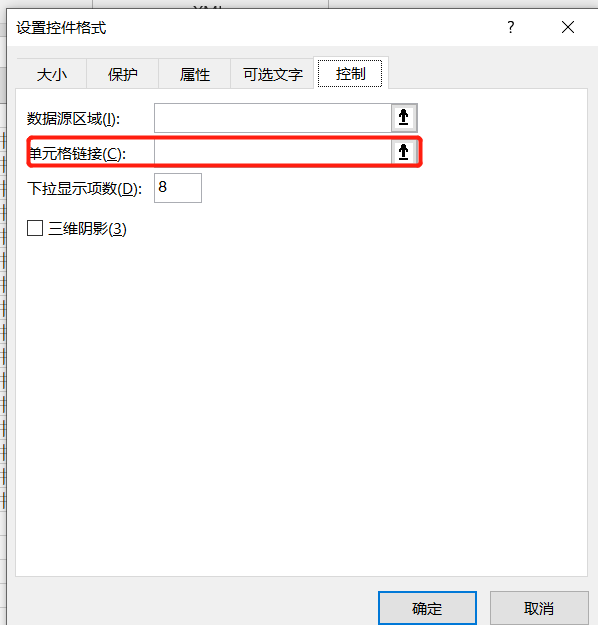 设置控件格式 ?
大小 保护 属性 可选文字 控制
数据源区域(I):
单元格链接(C):
下拉显示项数(D): 8
三维阴影(3)
确定 取消